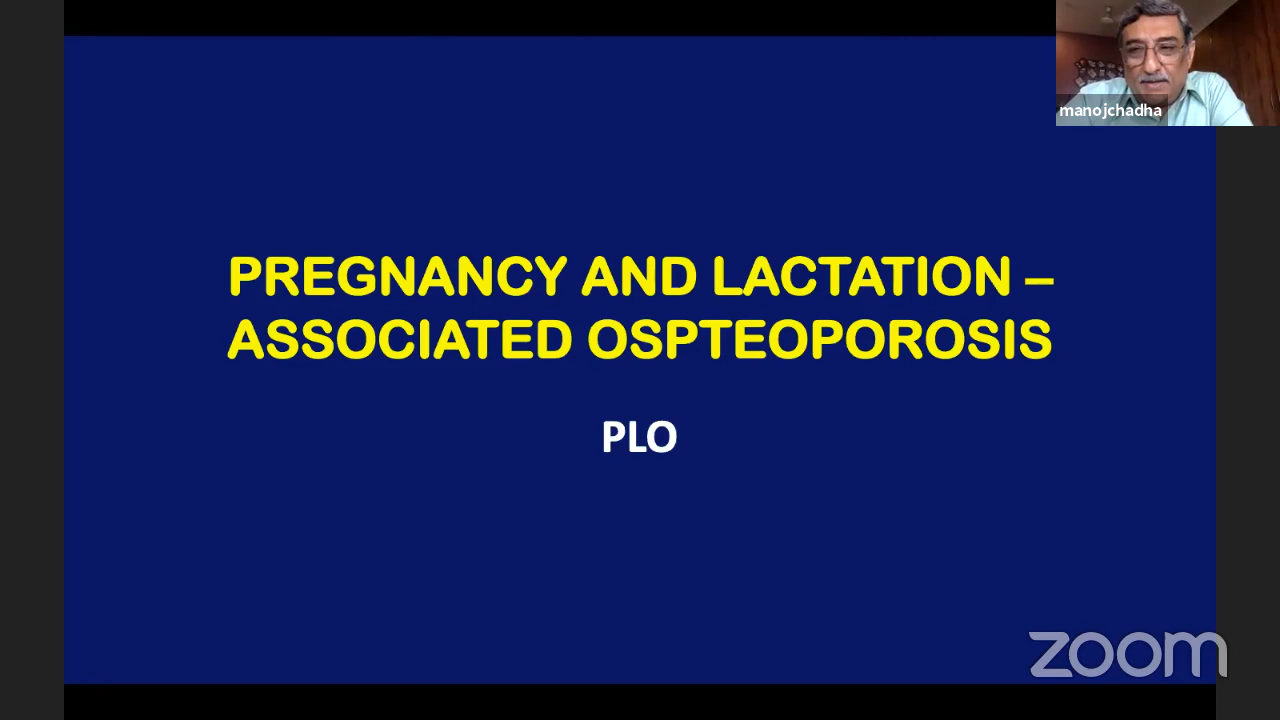 manojchadha
PREGNANCY AND LACTATION –
ASSOCIATED OSPTEOPOROSIS
PLO
zoom